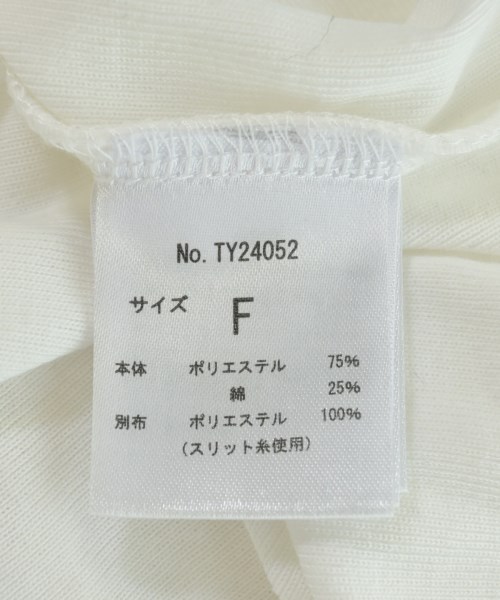 No. TY24052
サイズ F
本体 ポリエステル 75%
綿 25%
別布 ポリエステル 100%
(スリット糸使用)